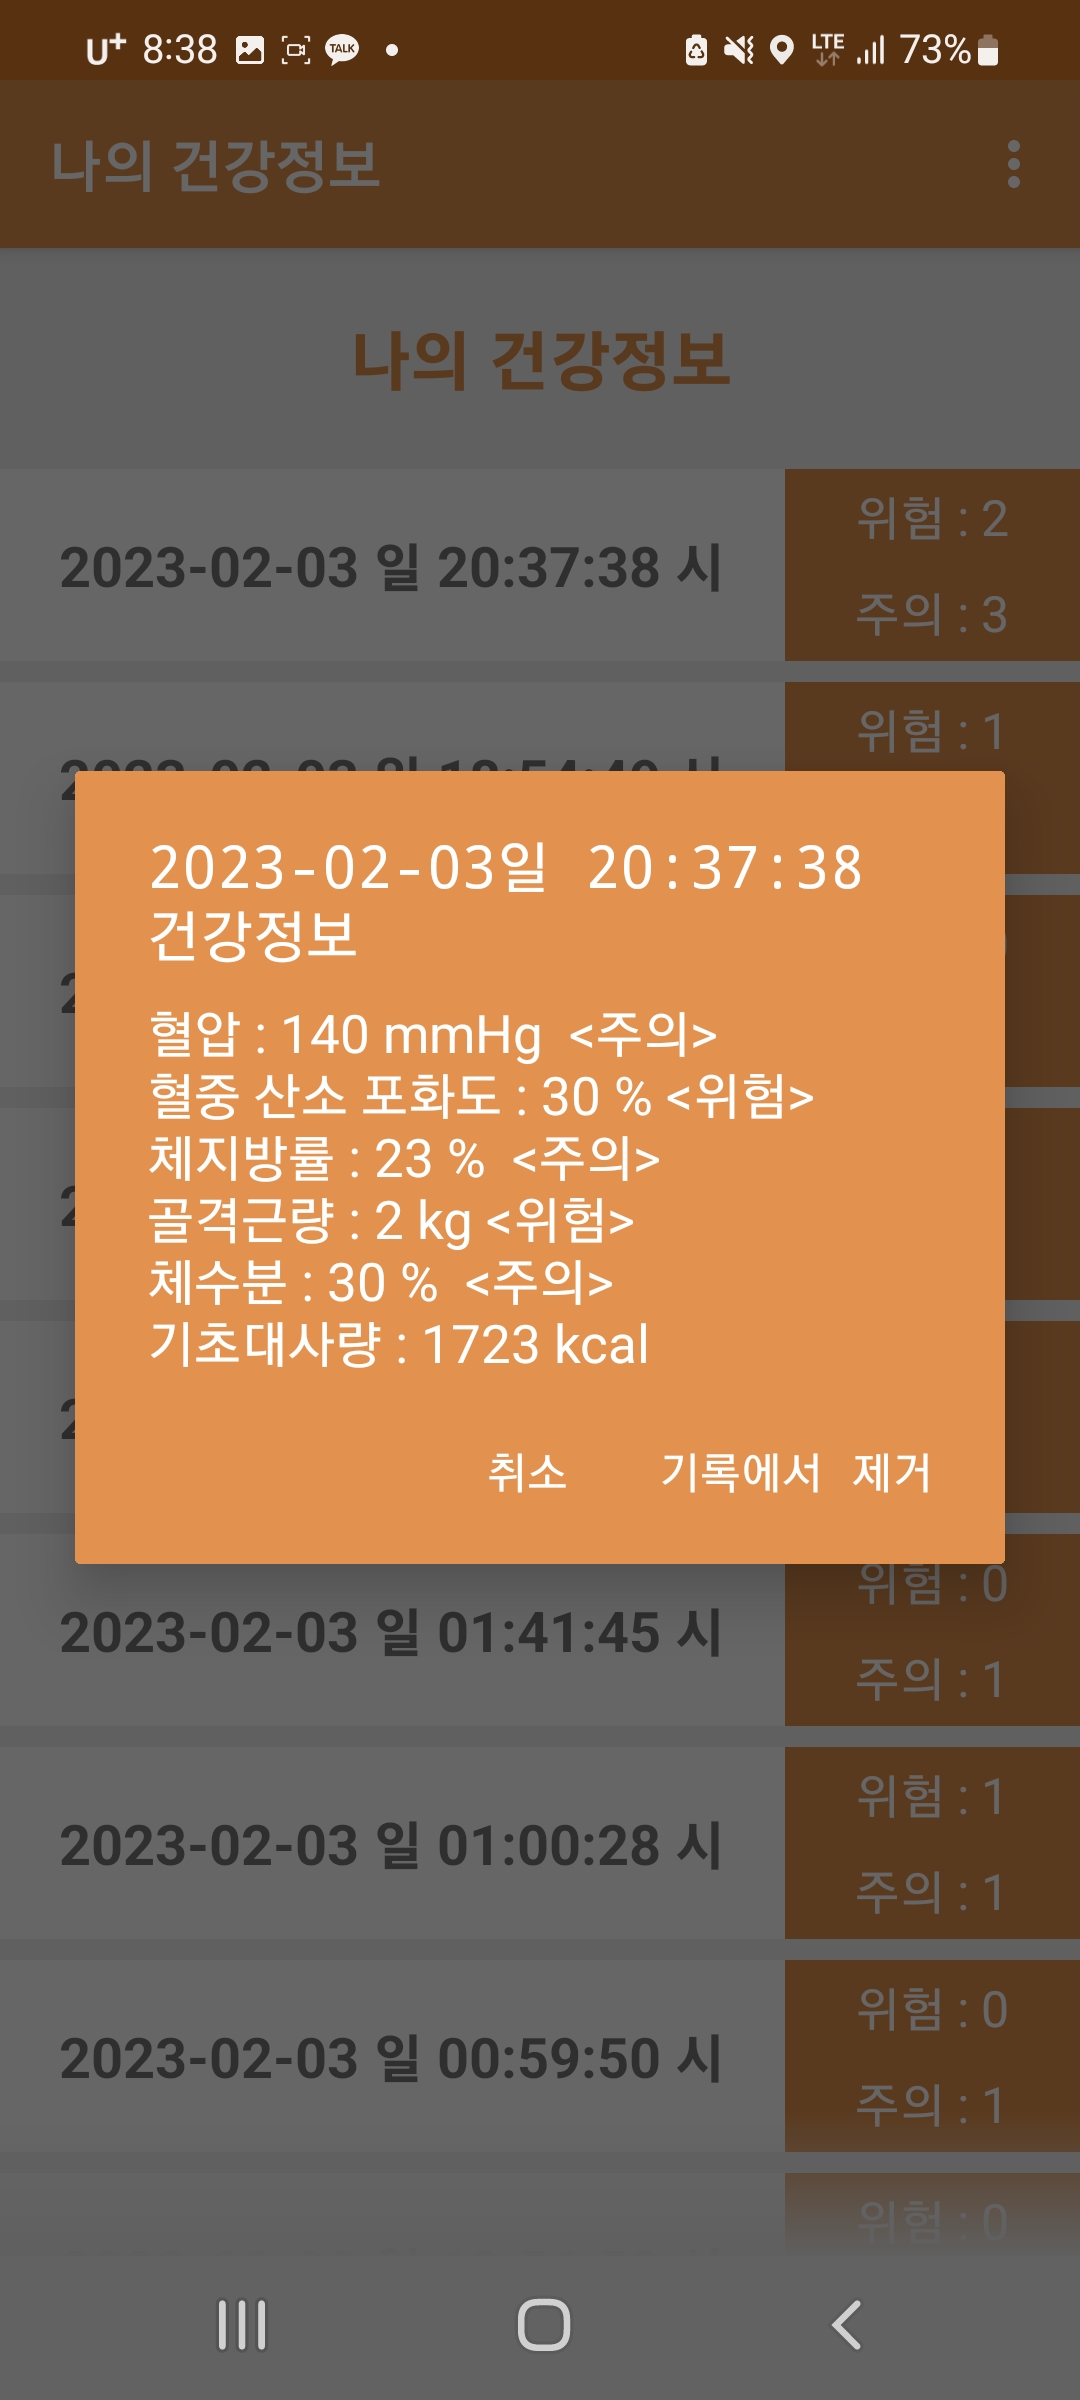 U+ 8:38 TALK LTE 73%
나의 건강정보
나의 건강정보
2023-02-03 일 20:37:38 시
위험 : 2
주의 : 3
위험 : 1
2023-02-03일 20:37:38
건강정보
혈압 : 140 mmHg <주의>
혈중 산소 포화도 : 30 % <위험>
체지방률 : 23 % <주의>
골격근량 : 2 kg <위험>
체수분 : 30 % <주의>
기초대사량 : 1723 kcal
취소 기록에서 제거
위험 : 0
2023-02-03 일 01:41:45 시
주의 : 1
위험 : 1
2023-02-03 일 01:00:28 시
주의 : 1
위험 : 0
2023-02-03 일 00:59:50 시
주의 : 1
위험 : 0